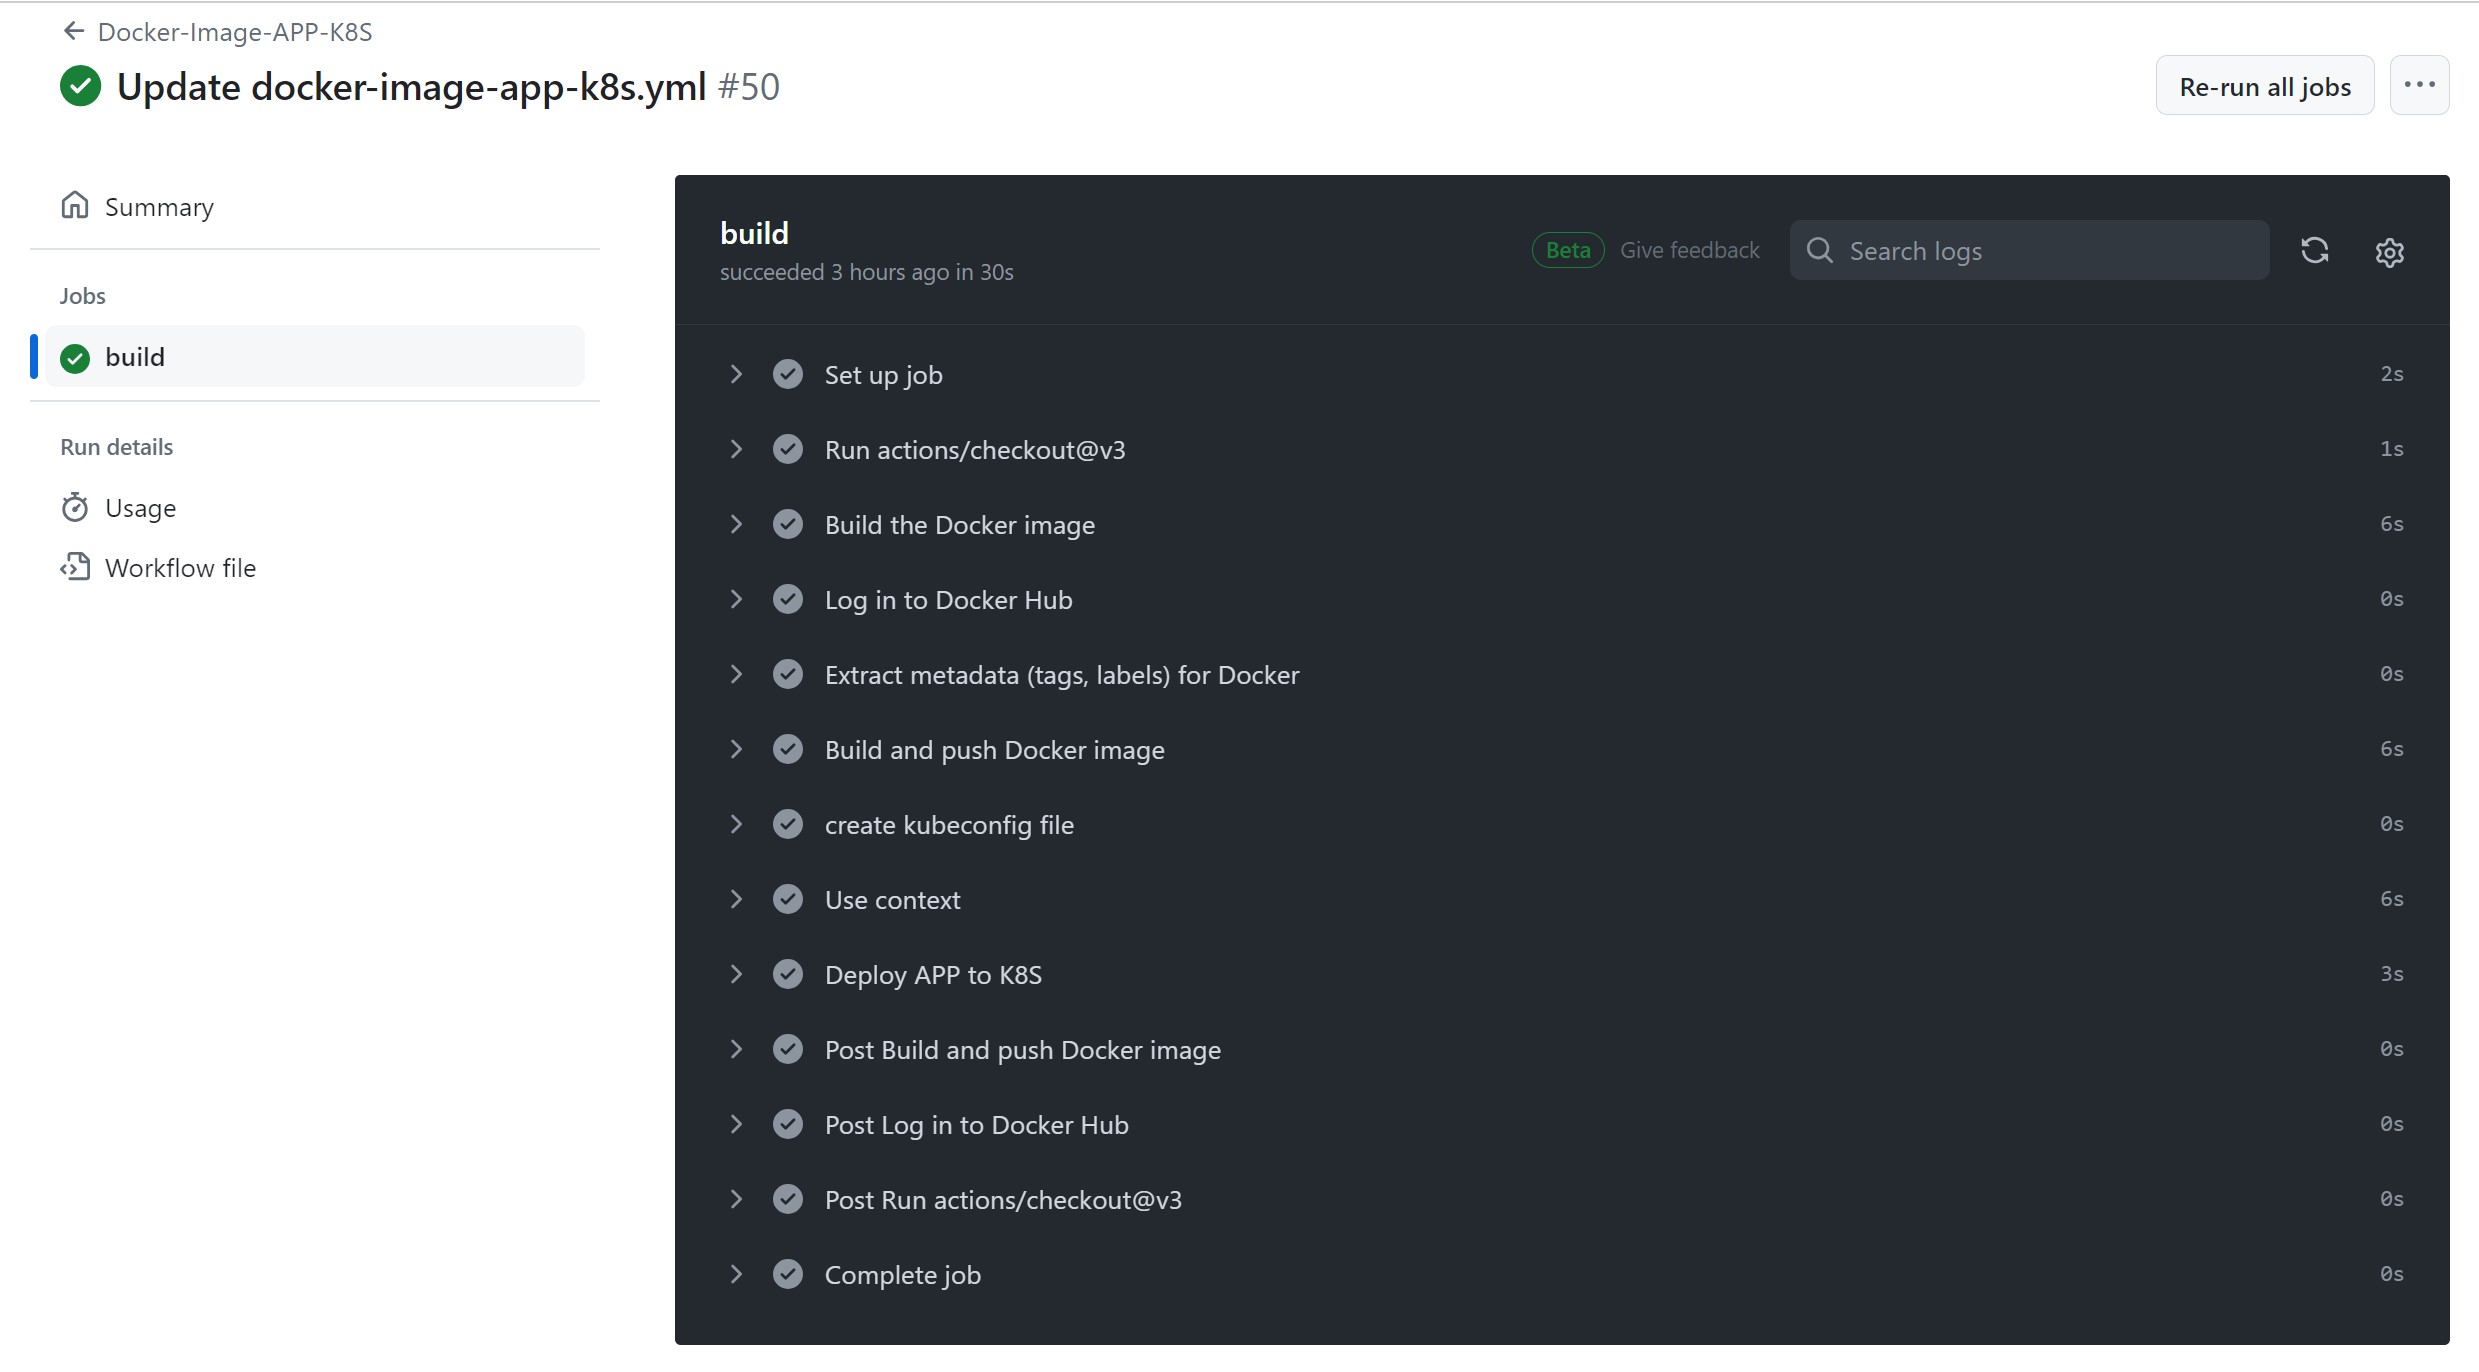 Docker-Image-APP-K8S
Update docker-image-app-k8s.yml #50
Re-run all jobs
Summary
Jobs
build
Run details
Usage
Workflow file
build
succeeded 3 hours ago in 30s
Beta Give feedback
Search logs
Set up job 2s
Run actions/checkout@v3 1s
Build the Docker image 6s
Log in to Docker Hub 0s
Extract metadata (tags, labels) for Docker 0s
Build and push Docker image 6s
create kubeconfig file 0s
Use context 6s
Deploy APP to K8S 3s
Post Build and push Docker image 0s
Post Log in to Docker Hub 0s
Post Run actions/checkout@v3 0s
Complete job 0s